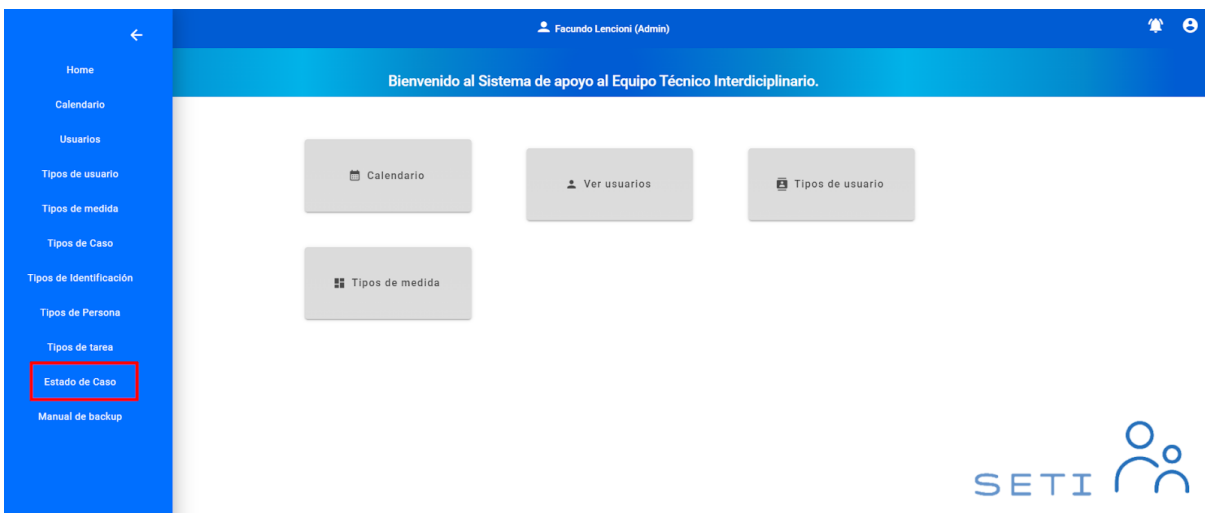 Facundo Lencioni (Admin)
Bienvenido al Sistema de apoyo al Equipo Técnico Interdiciplinario.
Home
Calendario
Usuarios
Tipos de usuario
Tipos de medida
Tipos de Caso
Tipos de Identificación
Tipos de Persona
Tipos de tarea
Estado de Caso
Manual de backup
Calendario
Ver usuarios
Tipos de usuario
Tipos de medida
SETI